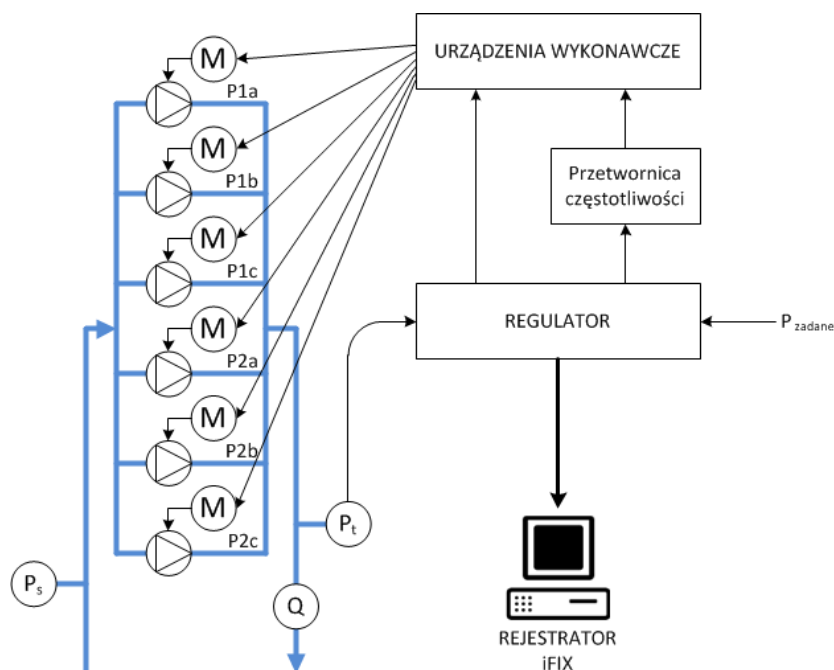 URZĄDZENIA WYKONAWCZE
M
P1a
M
P1b
Przetwornica
częstotliwości
M
P1c
REGULATOR
P zadane
M
P2a
M
P2b
M
P2c
Pt
Ps
Q
REJESTRATOR
iFIX